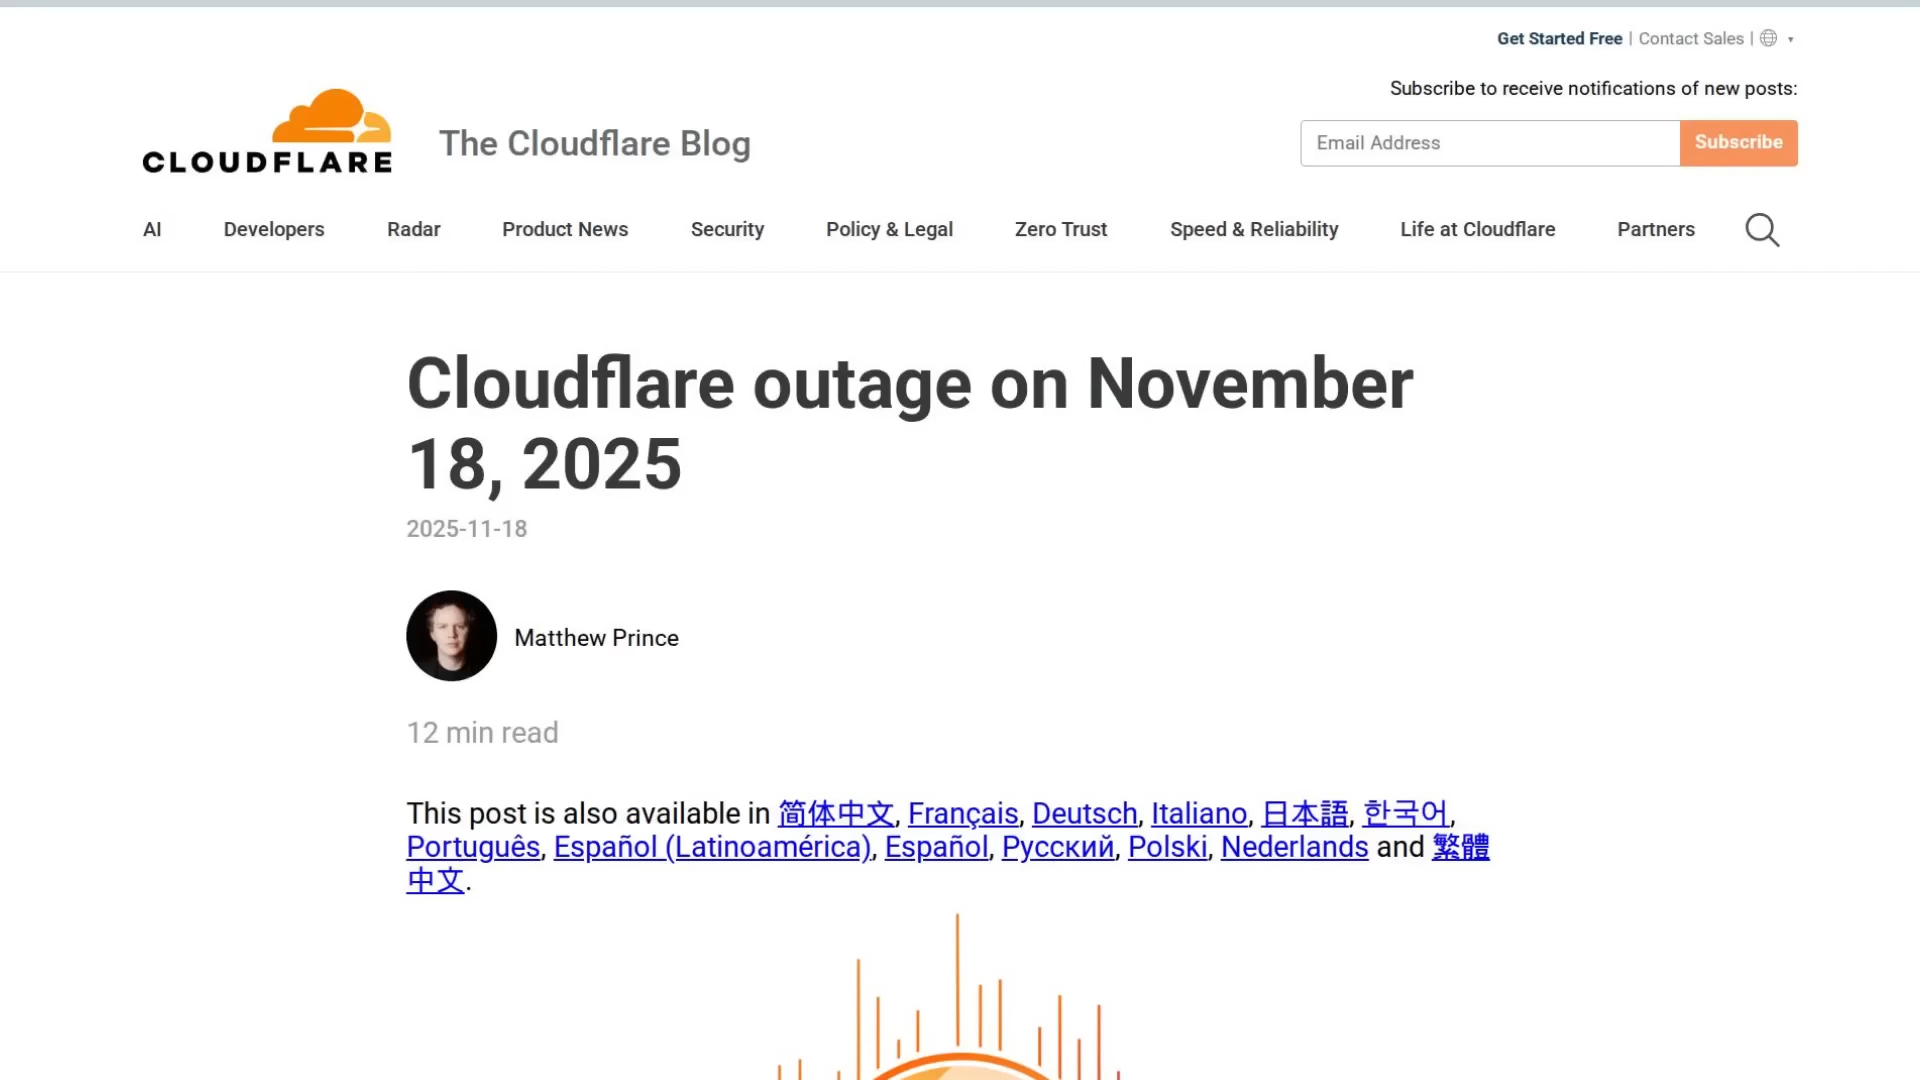 Get Started Free | Contact Sales |
Subscribe to receive notifications of new posts:
CLOUDFLARE
The Cloudflare Blog
Email Address
Subscribe
AI Developers Radar Product News Security Policy & Legal Zero Trust Speed & Reliability Life at Cloudflare Partners
Cloudflare outage on November
18, 2025
2025-11-18
Matthew Prince
12 min read
This post is also available in 简体中文, Français, Deutsch, Italiano, 日本語, 한국어,
Português, Español (Latinoamérica), Español, Русский, Polski, Nederlands and 繁體
中文.